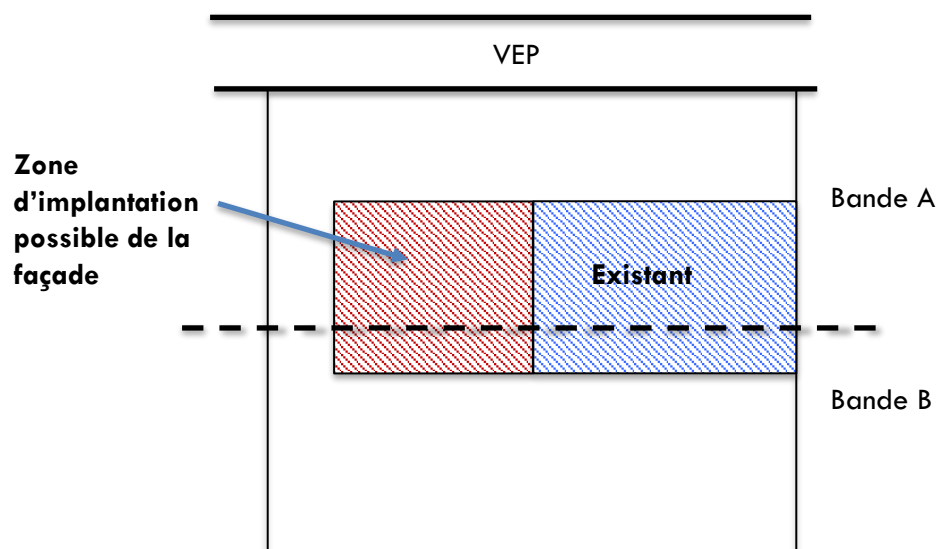 VEP
Zone
d'implantation
possible de la
façade
Bande A
Existant
Bande B